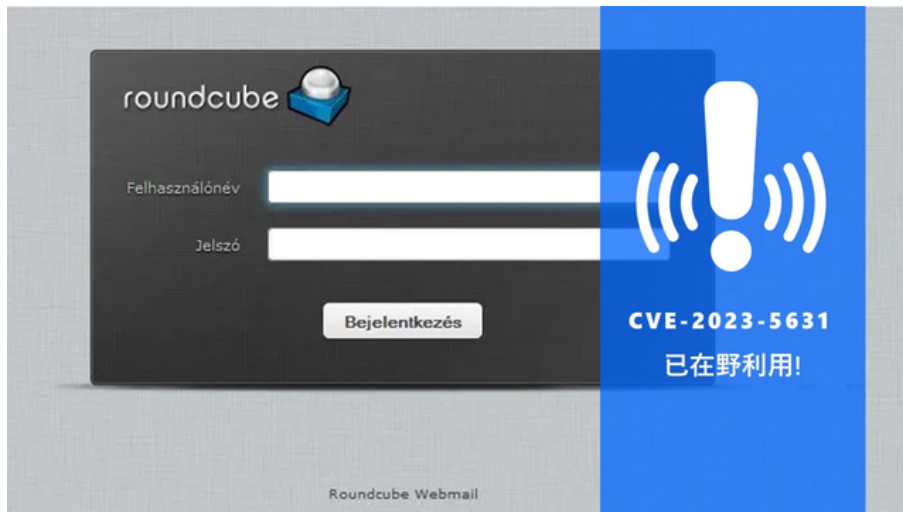 roundcube
Felhasználónév
Jelszó
Bejelentkezés
Roundcube Webmail
CVE-2023-5631
已在野利用!